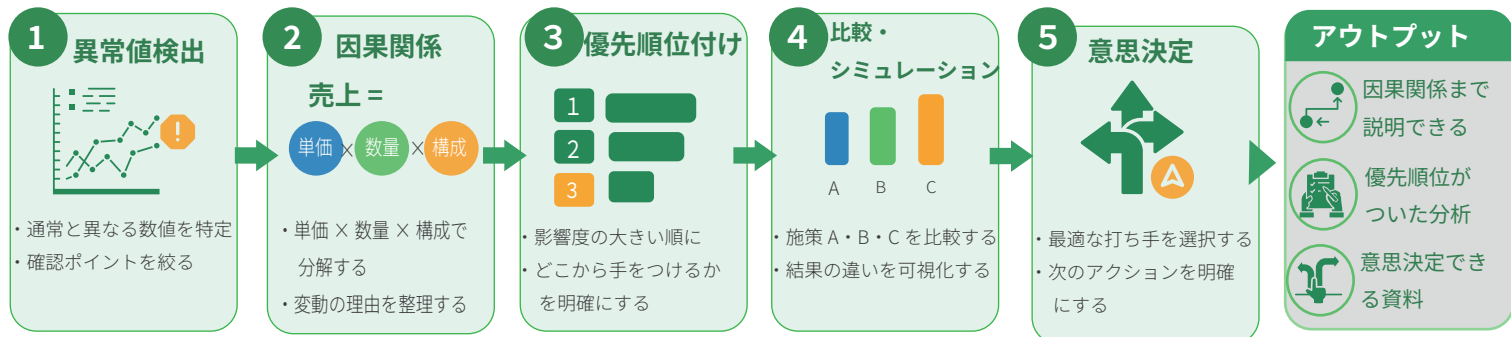 1
異常値検出
・通常と異なる数値を特定
・確認ポイントを絞る
2
因果関係
売上 =
単価 × 数量 × 構成
・単価 × 数量 × 構成で
分解する
・変動の理由を整理する
3
優先順位付け
1
2
3
・影響度の大きい順に
・どこから手をつけるか
を明確にする
4
比較・
シミュレーション
A B C
・施策 A・B・C を比較する
・結果の違いを可視化する
5
意思決定
・最適な打ち手を選択する
・次のアクションを明確
にする
アウトプット
因果関係まで
説明できる
優先順位が
ついた分析
意思決定でき
る資料